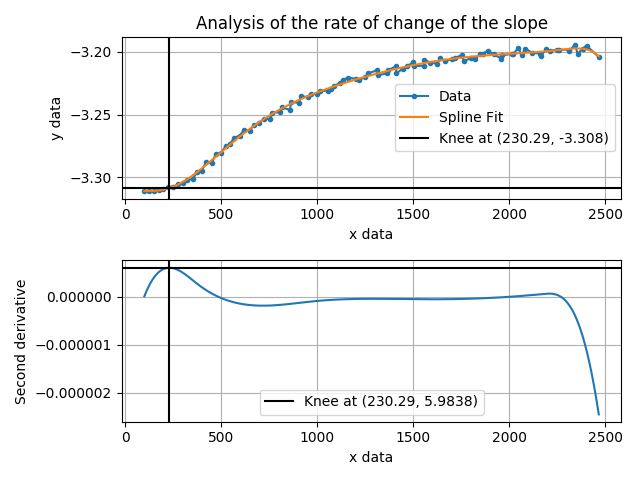 Analysis of the rate of change of the slope
−3.20
−3.25
−3.30
y data
Data
Spline Fit
Knee at (230.29, -3.308)
0
500
1000
1500
2000
2500
x data
0.000000
−0.000001
−0.000002
Second derivative
Knee at (230.29, 5.9838)
0
500
1000
1500
2000
2500
x data